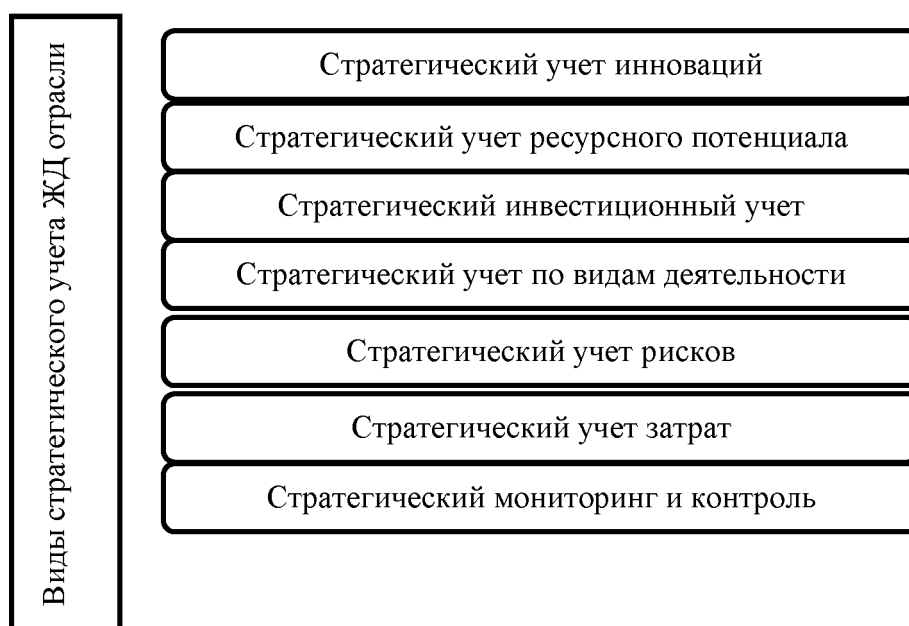 Виды стратегического учета ЖД отрасли
Стратегический учет инноваций
Стратегический учет ресурсного потенциала
Стратегический инвестиционный учет
Стратегический учет по видам деятельности
Стратегический учет рисков
Стратегический учет затрат
Стратегический мониторинг и контроль